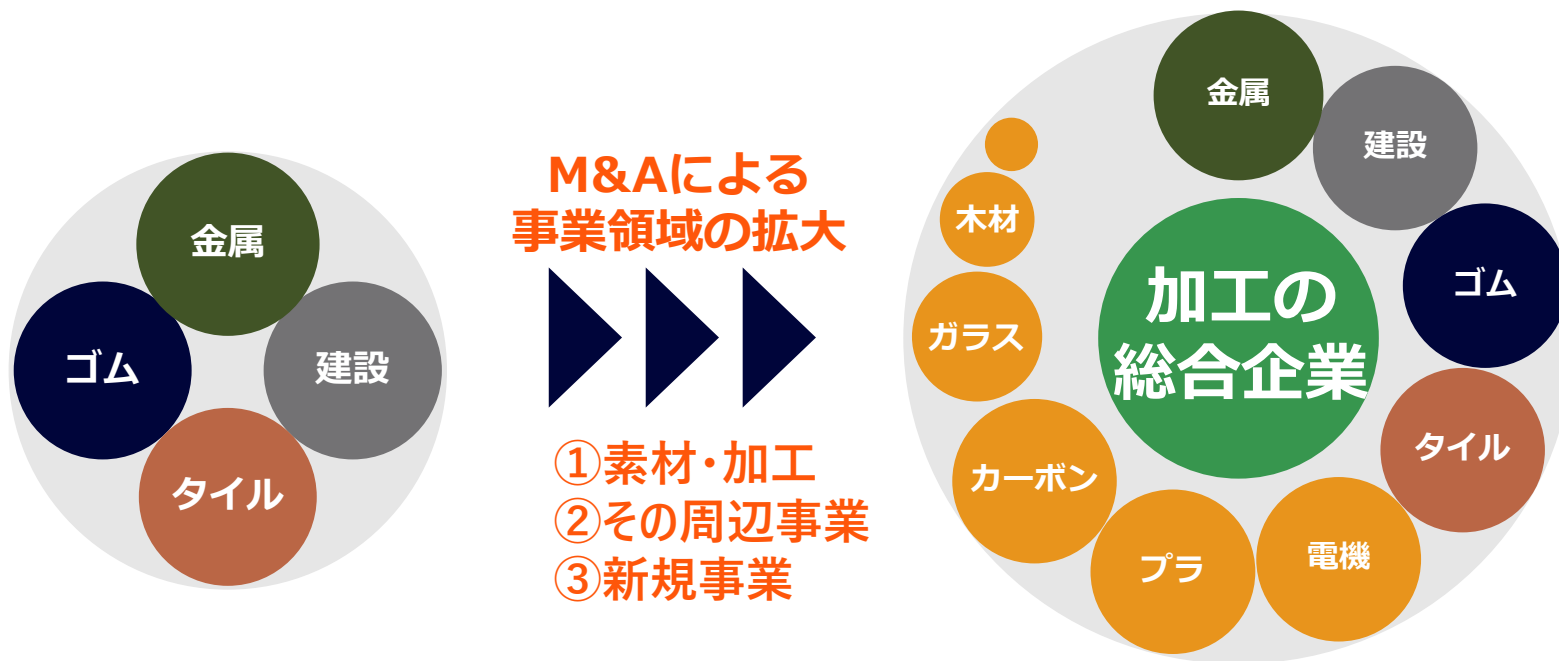 金属
ゴム
建設
タイル
M&Aによる
事業領域の拡大
①素材・加工
②その周辺事業
③新規事業
金属
建設
ゴム
タイル
電機
プラ
カーボン
ガラス
木材
加工の
総合企業